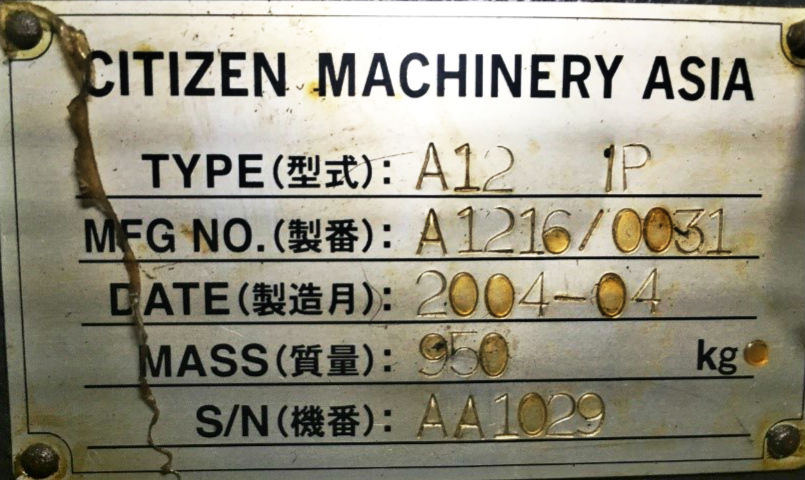 CITIZEN MACHINERY ASIA
TYPE(型式): A12 1P
MFG NO.(製番): A1216/0031
DATE(製造月): 2004-04
MASS(質量): 950 kg
S/N(機番): AA1029